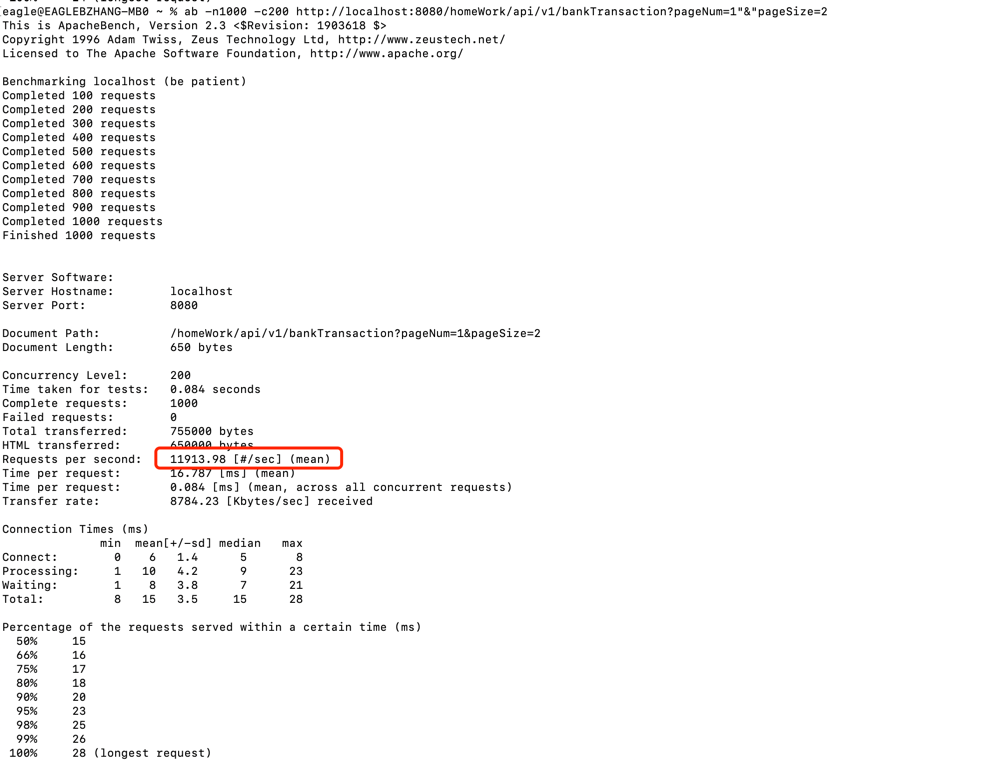 eagle@EAGLEBZHANG-MB0 ~ % ab -n1000 -c200 http://localhost:8080/homeWork/api/v1/bankTransaction?pageNum=1"&"pageSize=2
This is ApacheBench, Version 2.3 <$Revision: 1903618 $>
Copyright 1996 Adam Twiss, Zeus Technology Ltd, http://www.zeustech.net/
Licensed to The Apache Software Foundation, http://www.apache.org/

Benchmarking localhost (be patient)
Completed 100 requests
Completed 200 requests
Completed 300 requests
Completed 400 requests
Completed 500 requests
Completed 600 requests
Completed 700 requests
Completed 800 requests
Completed 900 requests
Completed 1000 requests
Finished 1000 requests

Server Software:
Server Hostname:        localhost
Server Port:            8080

Document Path:          /homeWork/api/v1/bankTransaction?pageNum=1&pageSize=2
Document Length:        650 bytes

Concurrency Level:      200
Time taken for tests:   0.084 seconds
Complete requests:      1000
Failed requests:        0
Total transferred:      755000 bytes
HTML transferred:       650000 bytes
Requests per second:    11913.98 [#/sec] (mean)
Time per request:       16.787 [ms] (mean)
Time per request:       0.084 [ms] (mean, across all concurrent requests)
Transfer rate:          8784.23 [Kbytes/sec] received

Connection Times (ms)
              min  mean[+/-sd] median   max
Connect:        0    6   1.4      5       8
Processing:     1   10   4.2      9      23
Waiting:        1    8   3.8      7      21
Total:          8   15   3.5     15      28

Percentage of the requests served within a certain time (ms)
  50%     15
  66%     16
  75%     17
  80%     18
  90%     20
  95%     23
  98%     25
  99%     26
 100%     28 (longest request)